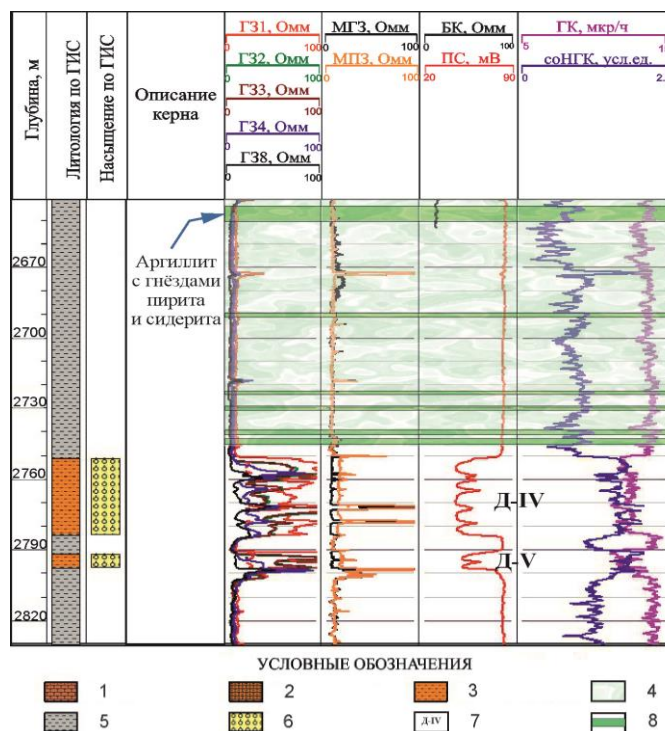 Глубина, м
Литология по ГИС
Насыщение по ГИС
Описание
керна
ГЗ1, Омм
0 100
ГЗ2, Омм
0 100
ГЗ3, Омм
0 100
ГЗ4, Омм
0 100
ГЗ8, Омм
0 100
МГЗ, Омм
0 100
МПЗ, Омм
0 100
БК, Омм
0 100
ПС, мВ
20 90
ГК, мкр/ч
5
соНГК, усл.ед.
0 2.
2670
2700
2730
2760
2790
2820
Аргиллит
с гнёздами
пирита
и сидерита
Д-IV
Д-V
УСЛОВНЫЕ ОБОЗНАЧЕНИЯ
1 2 3 4
5 6 Д-IV 7 8